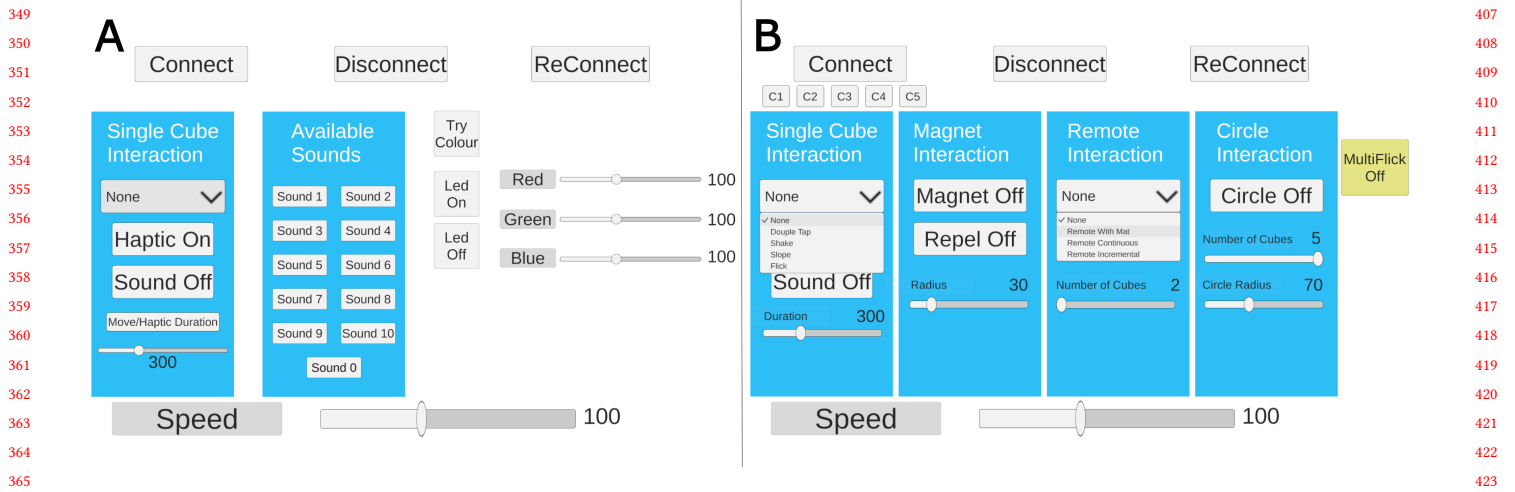 349
350
351
352
353
354
355
356
357
358
359
360
361
362
363
364
365
A
Connect
Disconnect
ReConnect
Single Cube
Interaction
None
Haptic On
Sound Off
Move/Haptic Duration
300
Available
Sounds
Sound 1 Sound 2
Sound 3 Sound 4
Sound 5 Sound 6
Sound 7 Sound 8
Sound 9 Sound 10
Sound 0
Try
Colour
Led
On
Led
Off
Red 100
Green 100
Blue 100
Speed 100
B
Connect
Disconnect
ReConnect
C1 C2 C3 C4 C5
Single Cube
Interaction
None
None
Douple Tap
Shake
Slope
Flick
Sound Off
Duration 300
Magnet
Interaction
Magnet Off
Repel Off
Radius 30
Remote
Interaction
None
None
Remote With Mat
Remote Continuous
Remote Incremental
Number of Cubes 2
Circle
Interaction
Circle Off
Number of Cubes 5
Circle Radius 70
MultiFlick
Off
Speed 100
407
408
409
410
411
412
413
414
415
416
417
418
419
420
421
422
423